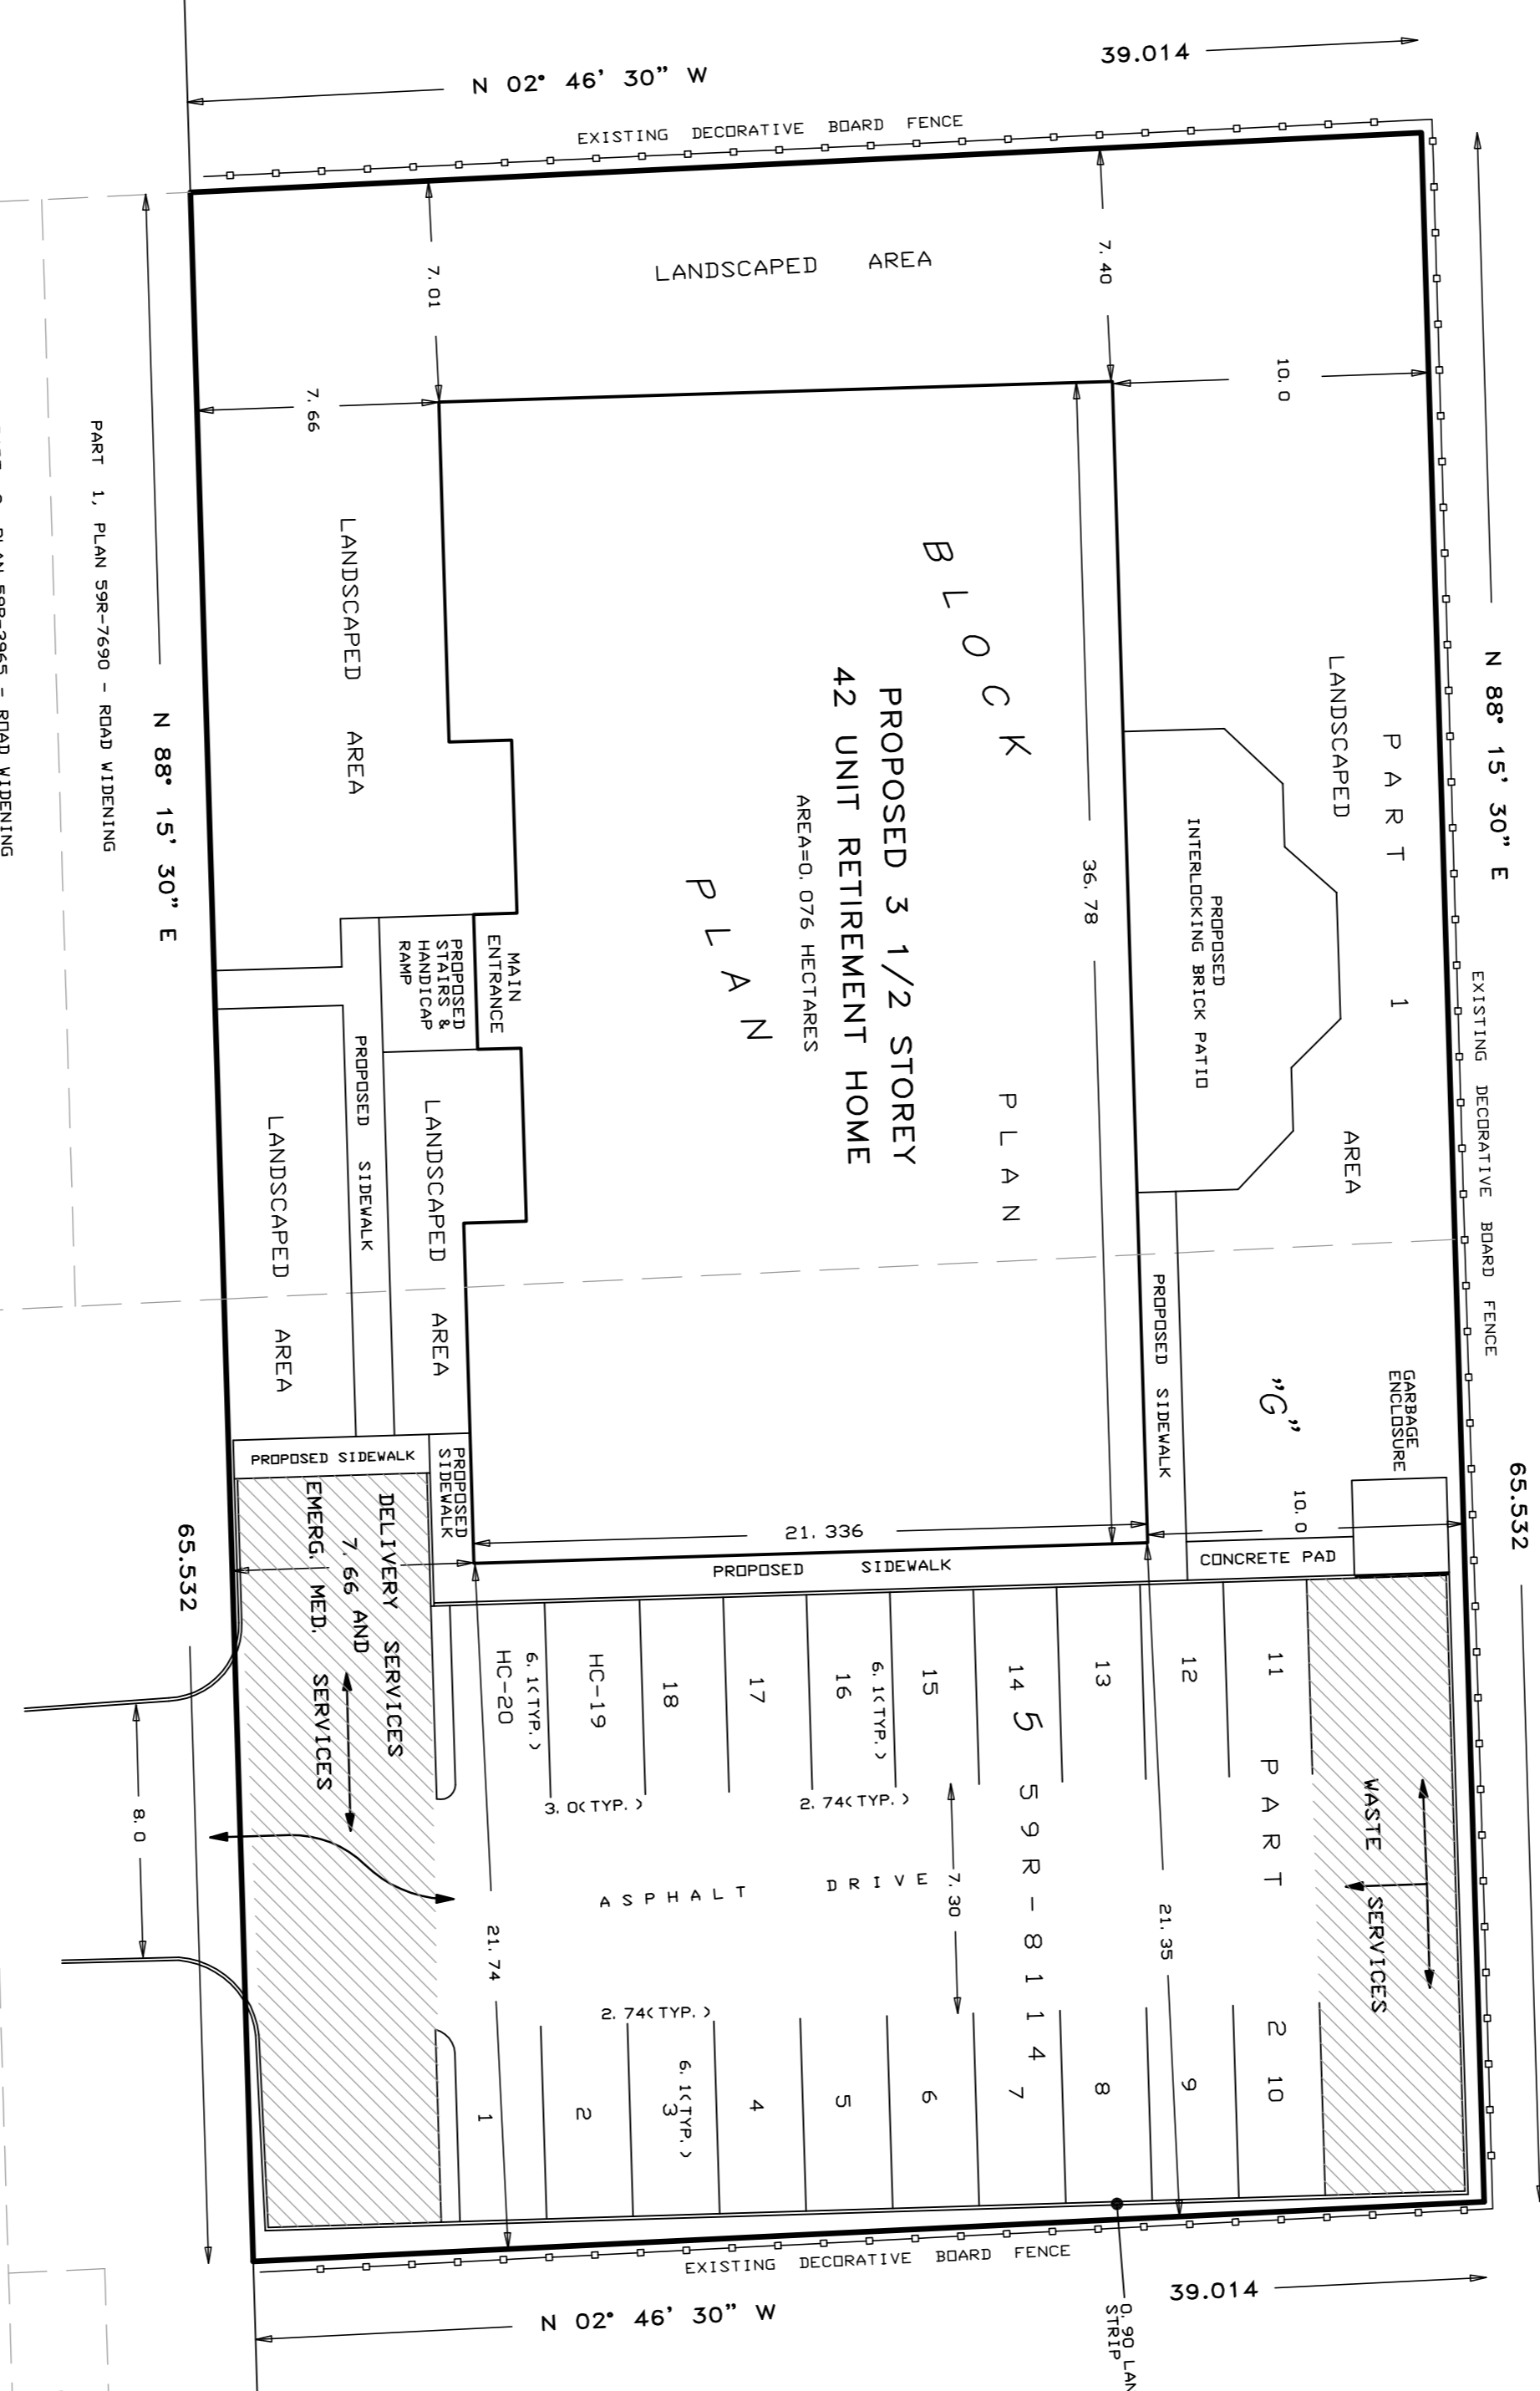 N 02° 46' 30" W
39.014
EXISTING DECORATIVE BOARD FENCE
LANDSCAPED AREA
7.01
7.40
7.66
10.0
N 88° 15' 30" E
65.532
EXISTING DECORATIVE BOARD FENCE
PART 1
LANDSCAPED AREA
PROPOSED
INTERLOCKING BRICK PATIO
36.78
BLOCK
PLAN
PLAN
PROPOSED 3 1/2 STOREY
42 UNIT RETIREMENT HOME
AREA=0.076 HECTARES
MAIN
ENTRANCE
PROPOSED
STAIRS &
HANDICAP
RAMP
LANDSCAPED AREA
PROPOSED SIDEWALK
LANDSCAPED AREA
LANDSCAPED AREA
N 88° 15' 30" E
65.532
PART 1, PLAN 59R-7690 - ROAD WIDENING
PLAN 59R-3965 - ROAD WIDENING
PROPOSED SIDEWALK
"G"
GARBAGE
ENCLOSURE
10.0
CONCRETE PAD
21.336
PROPOSED SIDEWALK
PROPOSED SIDEWALK
PROPOSED
SIDEWALK
DELIVERY SERVICES
7.66 AND
EMERG. MED. SERVICES
8.0
HC-20
6.1(TYP.)
HC-19
18
17
16
6.1(TYP.)
15
14
13
12
11
5 59R-8114
PART 2
WASTE SERVICES
3.0(TYP.)
2.74(TYP.)
ASPHALT DRIVE
7.30
21.74
21.35
2.74(TYP.)
6.1(TYP.)
1
2
3
4
5
6
7
8
9
10
EXISTING DECORATIVE BOARD FENCE
N 02° 46' 30" W
39.014
0.90
STRIP